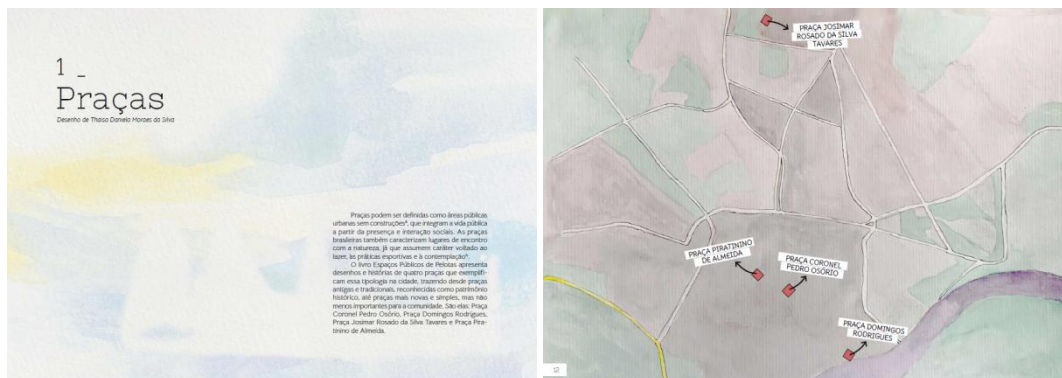 1 _
Praças
Desenho de Thaísa Daniela Moraes da Silva
Praças podem ser definidas como áreas públicas
urbanas sem construções⁴, que integram a vida pública
a partir da presença e interação sociais. As praças
brasileiras também caracterizam lugares de encontro
com a natureza, já que assumem caráter voltado ao
lazer, às práticas esportivas e à contemplação⁵.
O livro Espaços Públicos de Pelotas apresenta
desenhos e histórias de quatro praças que exemplifi-
cam essa tipologia na cidade, trazendo desde praças
antigas e tradicionais, reconhecidas como patrimônio
histórico, até praças mais novas e simples, mas não
menos importantes para a comunidade. São elas: Praça
Coronel Pedro Osório, Praça Domingos Rodrigues,
Praça Josimar Rosado da Silva Tavares e Praça Pira-
tinino de Almeida.
PRAÇA JOSIMAR
ROSADO DA SILVA
TAVARES
PRAÇA PIRATININO
DE ALMEIDA
PRAÇA CORONEL
PEDRO OSÓRIO
PRAÇA DOMINGOS
RODRIGUES
12